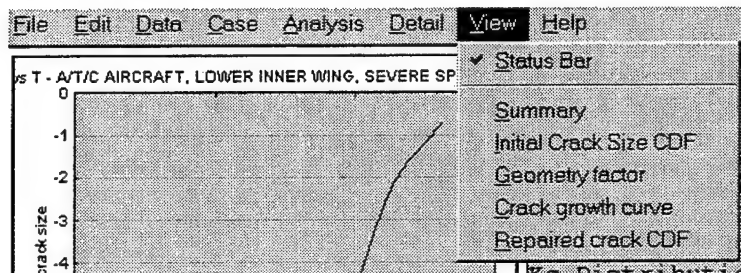 File Edit Data Case Analysis Detail View Help
Status Bar
Summary
Initial Crack Size CDF
Geometry factor
Crack growth curve
Repaired crack CDF
vs T - A/T/C AIRCRAFT, LOWER INNER WING, SEVERE SP
0
-1
-2
-3
-4
crack size